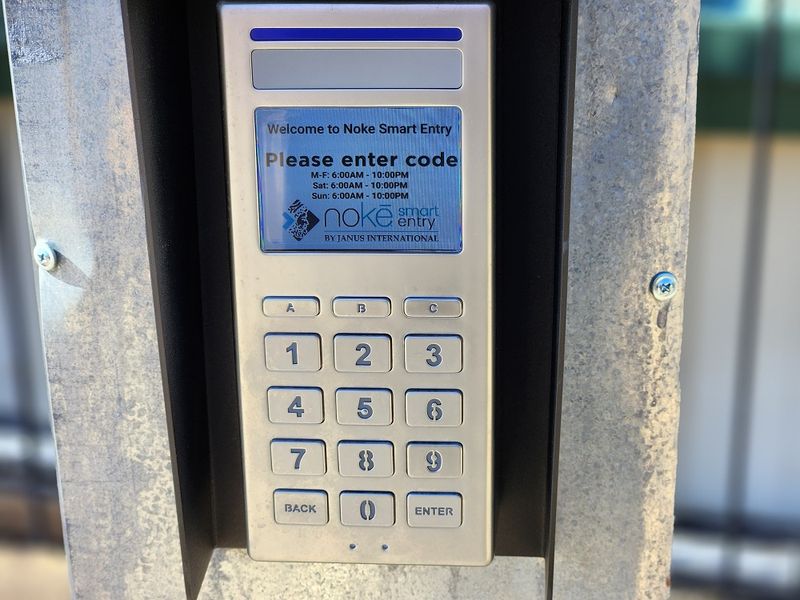 Welcome to Noke Smart Entry
Please enter code
M-F: 6:00AM - 10:00PM
Sat: 6:00AM - 10:00PM
Sun: 6:00AM - 10:00PM
nokē smart entry
BY JANUS INTERNATIONAL
A B C
1 2 3
4 5 6
7 8 9
BACK 0 ENTER